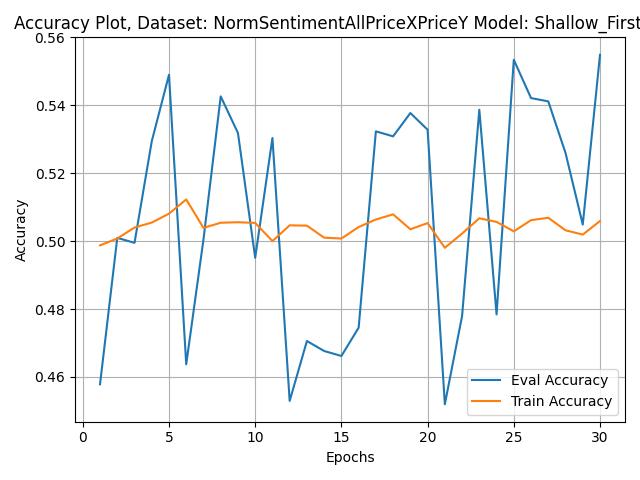 Accuracy Plot, Dataset: NormSentimentAllPriceXPriceY Model: Shallow_First
0.56
0.54
0.52
0.50
0.48
0.46
Accuracy
0
5
10
15
20
25
30
Epochs
Eval Accuracy
Train Accuracy